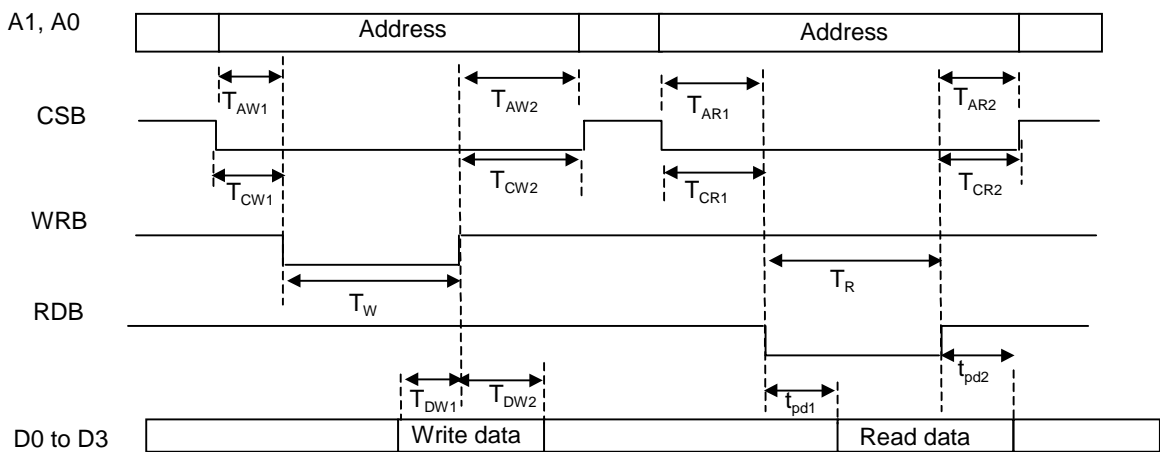 A1, A0
Address Address
TAW1 TAW2 TAR1 TAR2
CSB
TCW1 TCW2 TCR1 TCR2
WRB
TW TR
RDB
TDW1 TDW2 tpd1 tpd2
D0 to D3 Write data Read data